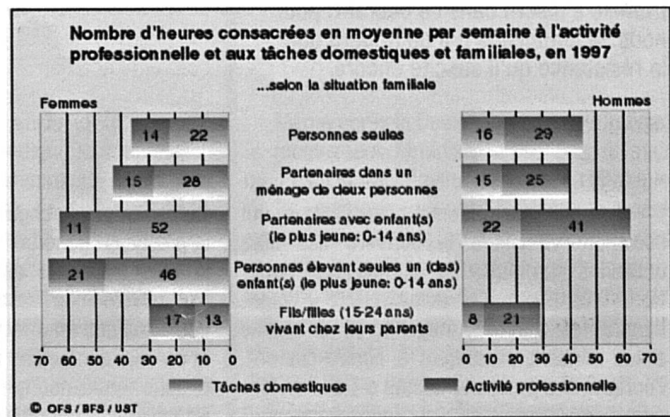 Nombre d'heures consacrées en moyenne par semaine à l'activité
professionnelle et aux tâches domestiques et familiales, en 1997
...selon la situation familiale
Femmes
Hommes
14 22 Personnes seules 16 29
15 28 Partenaires dans un
ménage de deux personnes 15 25
11 52 Partenaires avec enfant(s)
(le plus jeune: 0-14 ans) 22 41
21 46 Personnes élevant seules un (des)
enfant(s) (le plus jeune: 0-14 ans)
17 13 Fils/filles (15-24 ans)
vivant chez leurs parents 8 21
70 60 50 40 30 20 10 0 0 10 20 30 40 50 60 70
Tâches domestiques Activité professionnelle
© OFS / BFS / UST